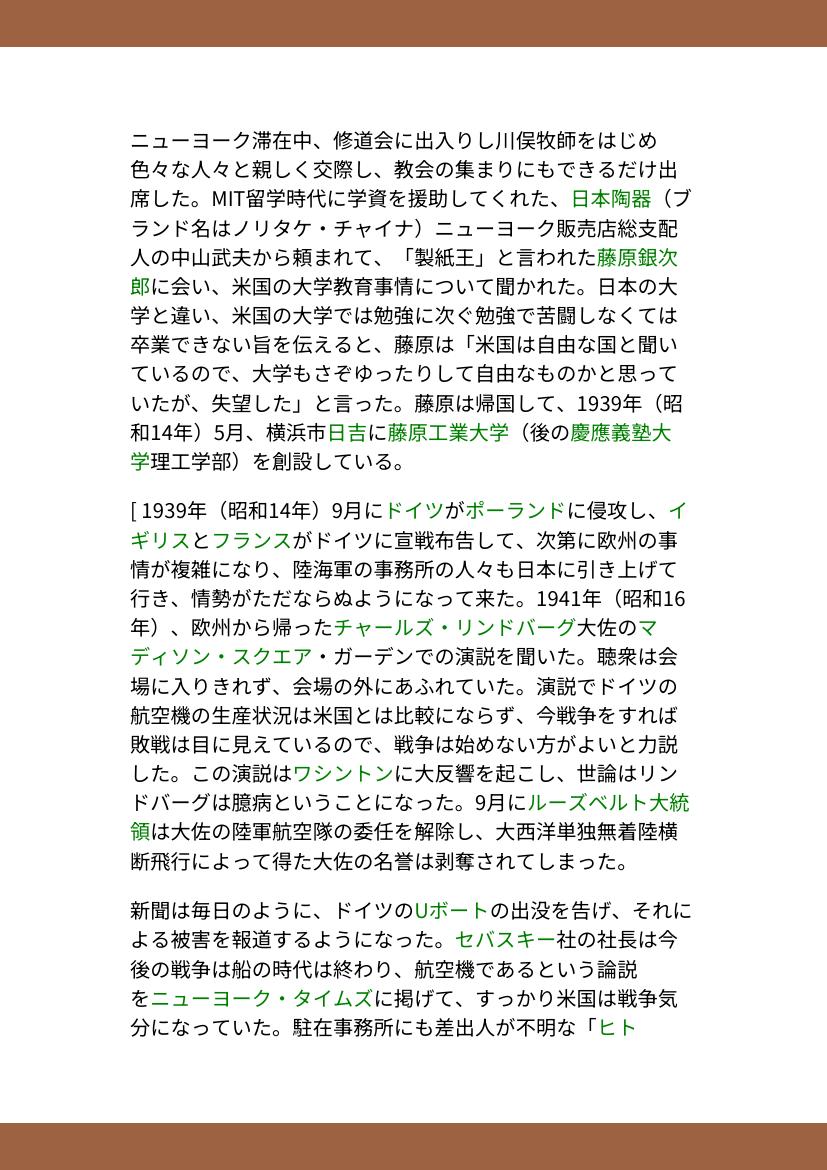 ニューヨーク滞在中、修道会に出入りし川俣牧師をはじめ
色々な人々と親しく交際し、教会の集まりにもできるだけ出
席した。MIT留学時代に学資を援助してくれた、日本陶器（ブ
ランド名はノリタケ・チャイナ）ニューヨーク販売店総支配
人の中山武夫から頼まれて、「製紙王」と言われた藤原銀次
郎に会い、米国の大学教育事情について聞かれた。日本の大
学と違い、米国の大学では勉強に次ぐ勉強で苦闘しなくては
卒業できない旨を伝えると、藤原は「米国は自由な国と聞い
ているので、大学もさぞゆったりして自由なものかと思って
いたが、失望した」と言った。藤原は帰国して、1939年（昭
和14年）5月、横浜市日吉に藤原工業大学（後の慶應義塾大
学理工学部）を創設している。
[ 1939年（昭和14年）9月にドイツがポーランドに侵攻し、イ
ギリスとフランスがドイツに宣戦布告して、次第に欧州の事
情が複雑になり、陸海軍の事務所の人々も日本に引き上げて
行き、情勢がただならぬようになって来た。1941年（昭和16
年）、欧州から帰ったチャールズ・リンドバーグ大佐のマ
ディソン・スクエア・ガーデンでの演説を聞いた。聴衆は会
場に入りきれず、会場の外にあふれていた。演説でドイツの
航空機の生産状況は米国とは比較にならず、今戦争をすれば
敗戦は目に見えているので、戦争は始めない方がよいと力説
した。この演説はワシントンに大反響を起こし、世論はリン
ドバーグは臆病ということになった。9月にルーズベルト大統
領は大佐の陸軍航空隊の委任を解除し、大西洋単独無着陸横
断飛行によって得た大佐の名誉は剥奪されてしまった。
新聞は毎日のように、ドイツのUボートの出没を告げ、それに
よる被害を報道するようになった。セバスキー社の社長は今
後の戦争は船の時代は終わり、航空機であるという論説
をニューヨーク・タイムズに掲げて、すっかり米国は戦争気
分になっていた。駐在事務所にも差出人が不明な「ヒト